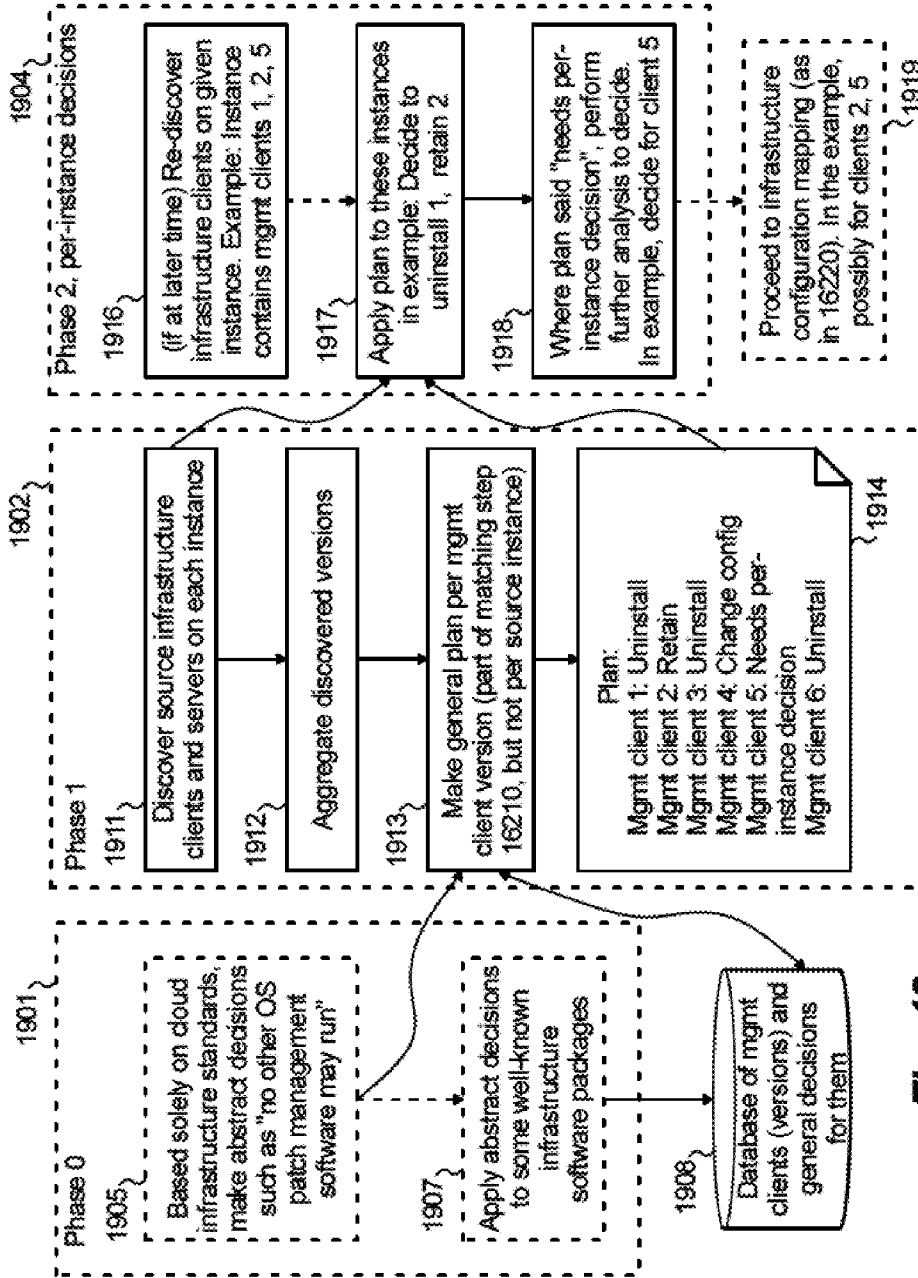 Phase 0
1901
1905
Based solely on cloud
infrastructure standards,
make abstract decisions
such as "no other OS
patch management
software may run"
1907
Apply abstract decisions
to some well-known
infrastructure
software packages
1908
Database of mgmt
clients (versions) and
general decisions
for them
Phase 1
1902
1911
Discover source infrastructure
clients and servers on each instance
1912
Aggregate discovered versions
1913
Make general plan per mgmt
client version (part of matching step
16210, but not per source instance)
Plan:
Mgmt client 1: Uninstall
Mgmt client 2: Retain
Mgmt client 3: Uninstall
Mgmt client 4: Change config
Mgmt client 5: Needs per-
instance decision
Mgmt client 6: Uninstall
1914
Phase 2, per-instance decisions
1904
1916
(if at later time) Re-discover
infrastructure clients on given
instance. Example: Instance
contains mgmt clients 1, 2, 5
1917
Apply plan to these instances
in example: Decide to
uninstall 1, retain 2
1918
Where plan said "needs per-
instance decision", perform
further analysis to decide.
In example, decide for client 5
Proceed to infrastructure
configuration mapping (as
in 16220). In the example,
possibly for clients 2, 5
1919